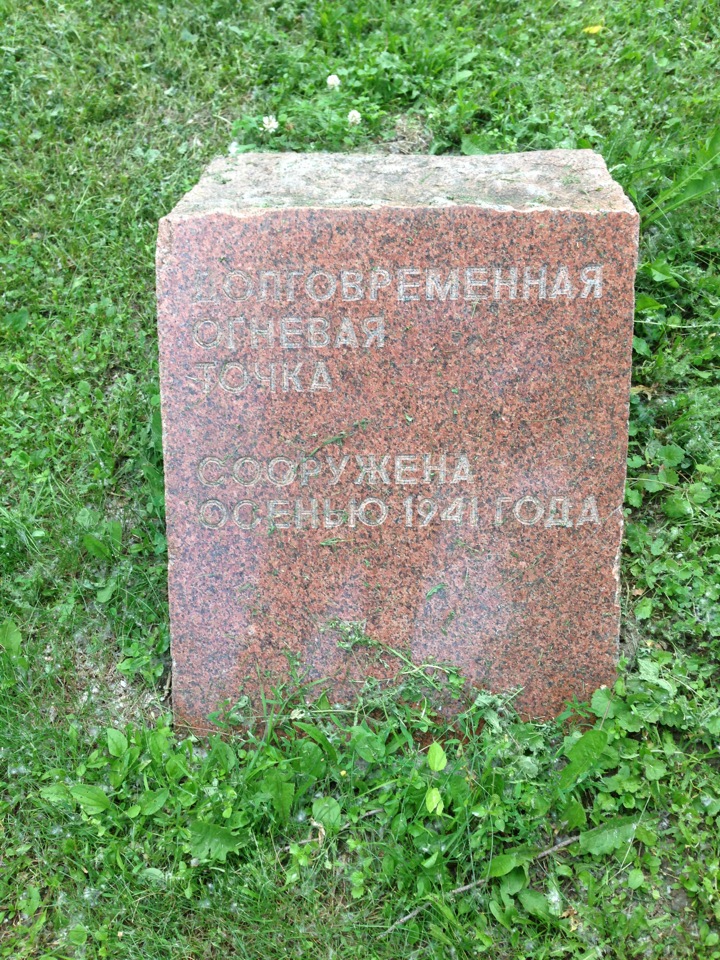 ДОЛГОВРЕМЕННАЯ
ОГНЕВАЯ
ТОЧКА
СООРУЖЕНА
ОСЕНЬЮ 1941 ГОДА